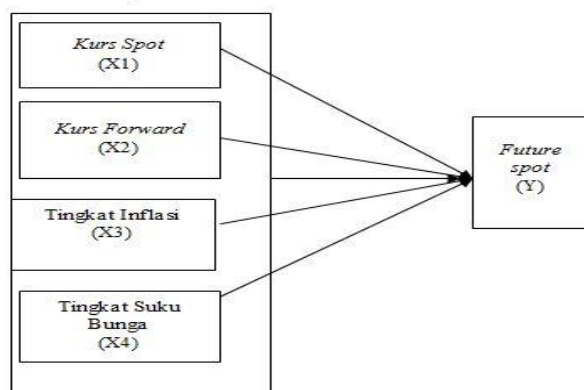 Kurs Spot
(X1)
Kurs Forward
(X2)
Tingkat Inflasi
(X3)
Tingkat Suku
Bunga
(X4)
Future
spot
(Y)